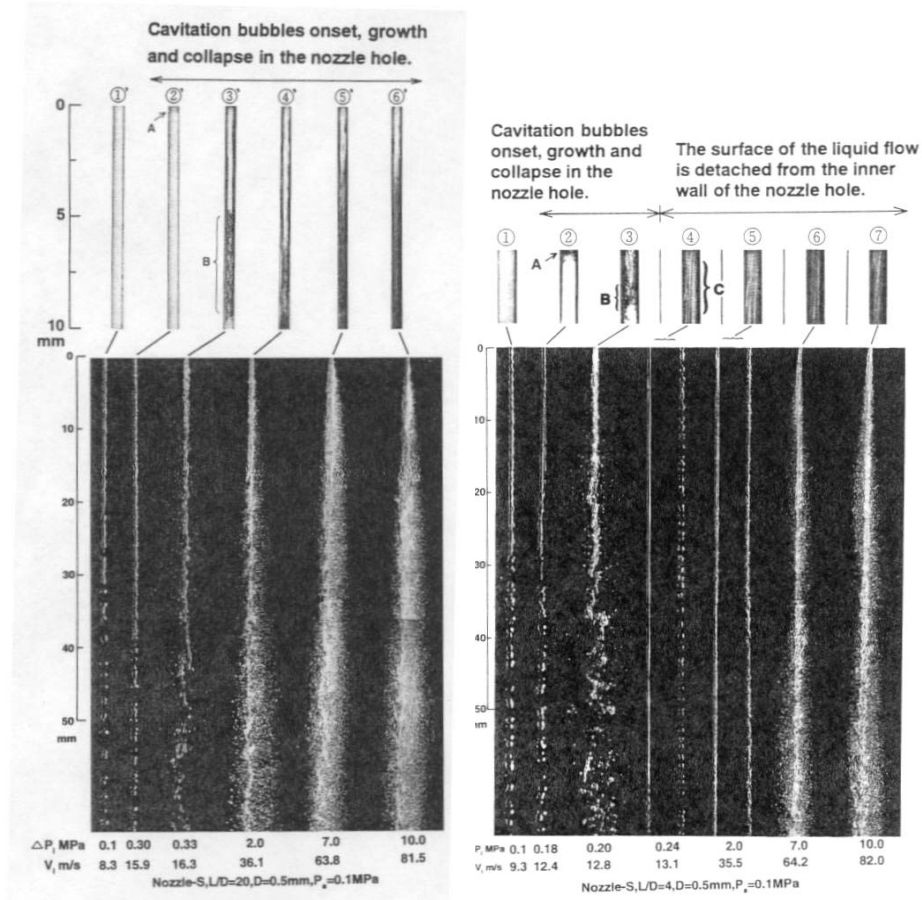 Cavitation bubbles onset, growth
and collapse in the nozzle hole.
①' ②' ③' ④' ⑤' ⑥'
0
A
5
B
10
mm
0
10
20
30
40
50
mm
△P, MPa 0.1 0.30 0.33 2.0 7.0 10.0
V, m/s 8.3 15.9 16.3 36.1 63.8 81.5
Nozzle-S,L/D=20,D=0.5mm,Pa=0.1MPa
Cavitation bubbles
onset, growth and
collapse in the
nozzle hole.
The surface of the liquid flow
is detached from the inner
wall of the nozzle hole.
① ② ③ ④ ⑤ ⑥ ⑦
A
B
C
0
10
20
30
40
50
P, MPa 0.1 0.18 0.20 0.24 2.0 7.0 10.0
V, m/s 9.3 12.4 12.8 13.1 35.5 64.2 82.0
Nozzle-S,L/D=4,D=0.5mm,Pa=0.1MPa